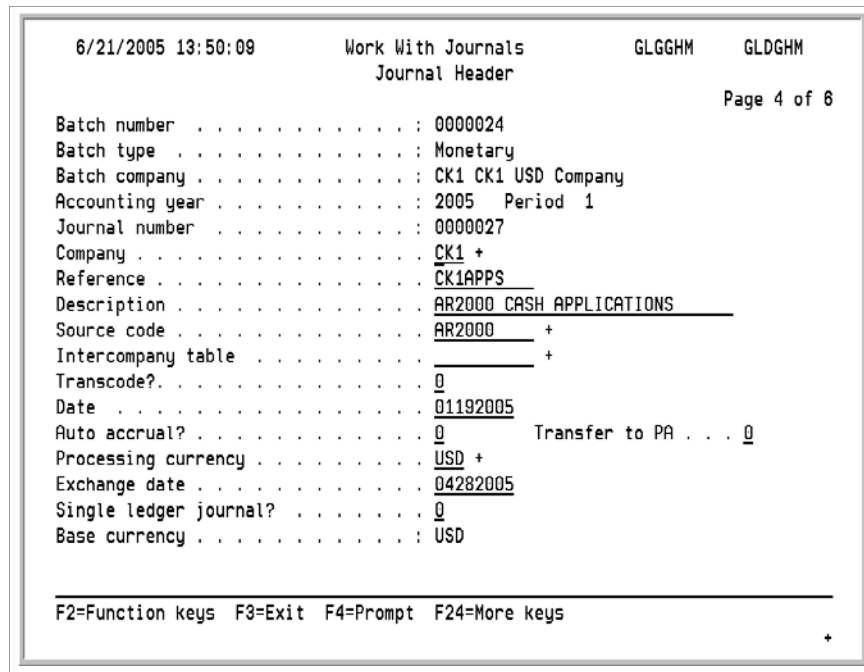 6/21/2005 13:50:09 Work With Journals GLGGHM GLDGHM
Journal Header
Page 4 of 6
Batch number . . . . . . . . . . . . : 0000024
Batch type . . . . . . . . . . . . . : Monetary
Batch company . . . . . . . . . . . . : CK1 CK1 USD Company
Accounting year . . . . . . . . . . . : 2005 Period 1
Journal number . . . . . . . . . . . : 0000027
Company . . . . . . . . . . . . . . . CK1 +
Reference . . . . . . . . . . . . . . CK1APPS
Description . . . . . . . . . . . . . AR2000 CASH APPLICATIONS
Source code . . . . . . . . . . . . . AR2000 +
Intercompany table . . . . . . . . . +
Transcode?. . . . . . . . . . . . . . 0
Date . . . . . . . . . . . . . . . . 01192005
Auto accrual? . . . . . . . . . . . . 0 Transfer to PA . . . 0
Processing currency . . . . . . . . . USD +
Exchange date . . . . . . . . . . . . 04282005
Single ledger journal? . . . . . . . 0
Base currency . . . . . . . . . . . . : USD
F2=Function keys F3=Exit F4=Prompt F24=More keys
+